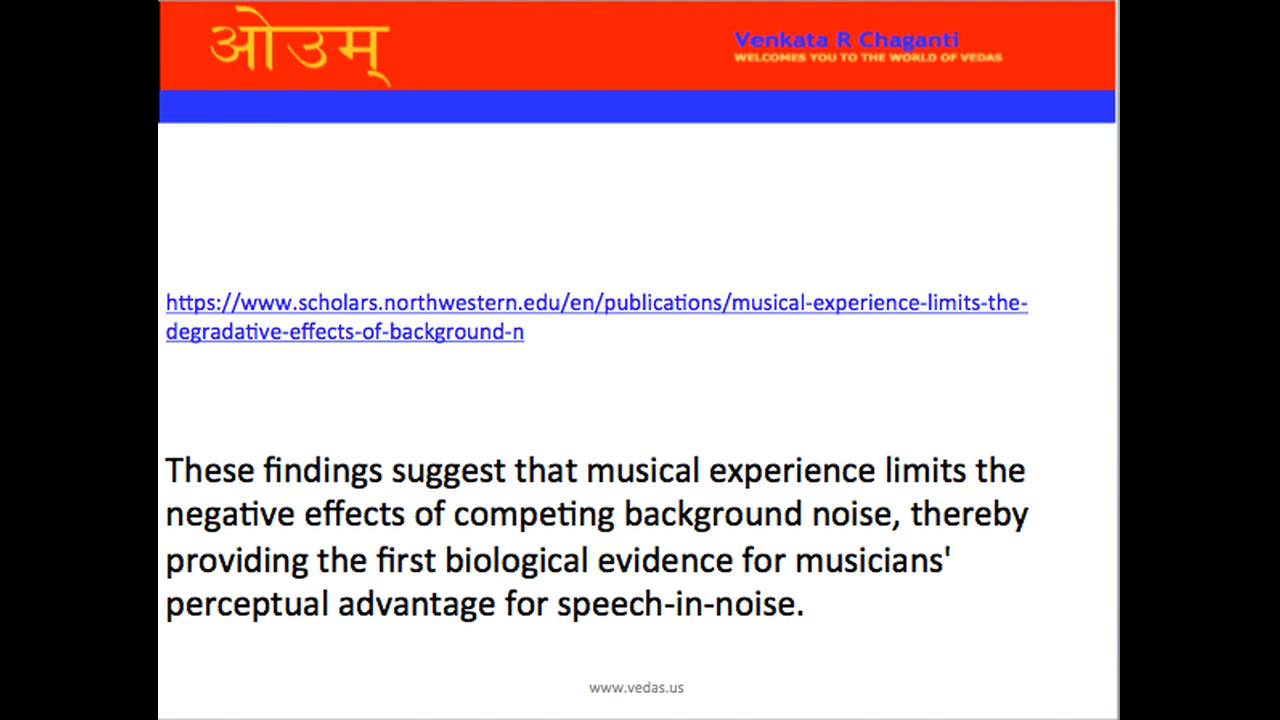 ओ३म्
Venkata R Chaganti
WELCOMES YOU TO THE WORLD OF VEDAS
https://www.scholars.northwestern.edu/en/publications/musical-experience-limits-the-
degradative-effects-of-background-n
These findings suggest that musical experience limits the
negative effects of competing background noise, thereby
providing the first biological evidence for musicians'
perceptual advantage for speech-in-noise.
www.vedas.us